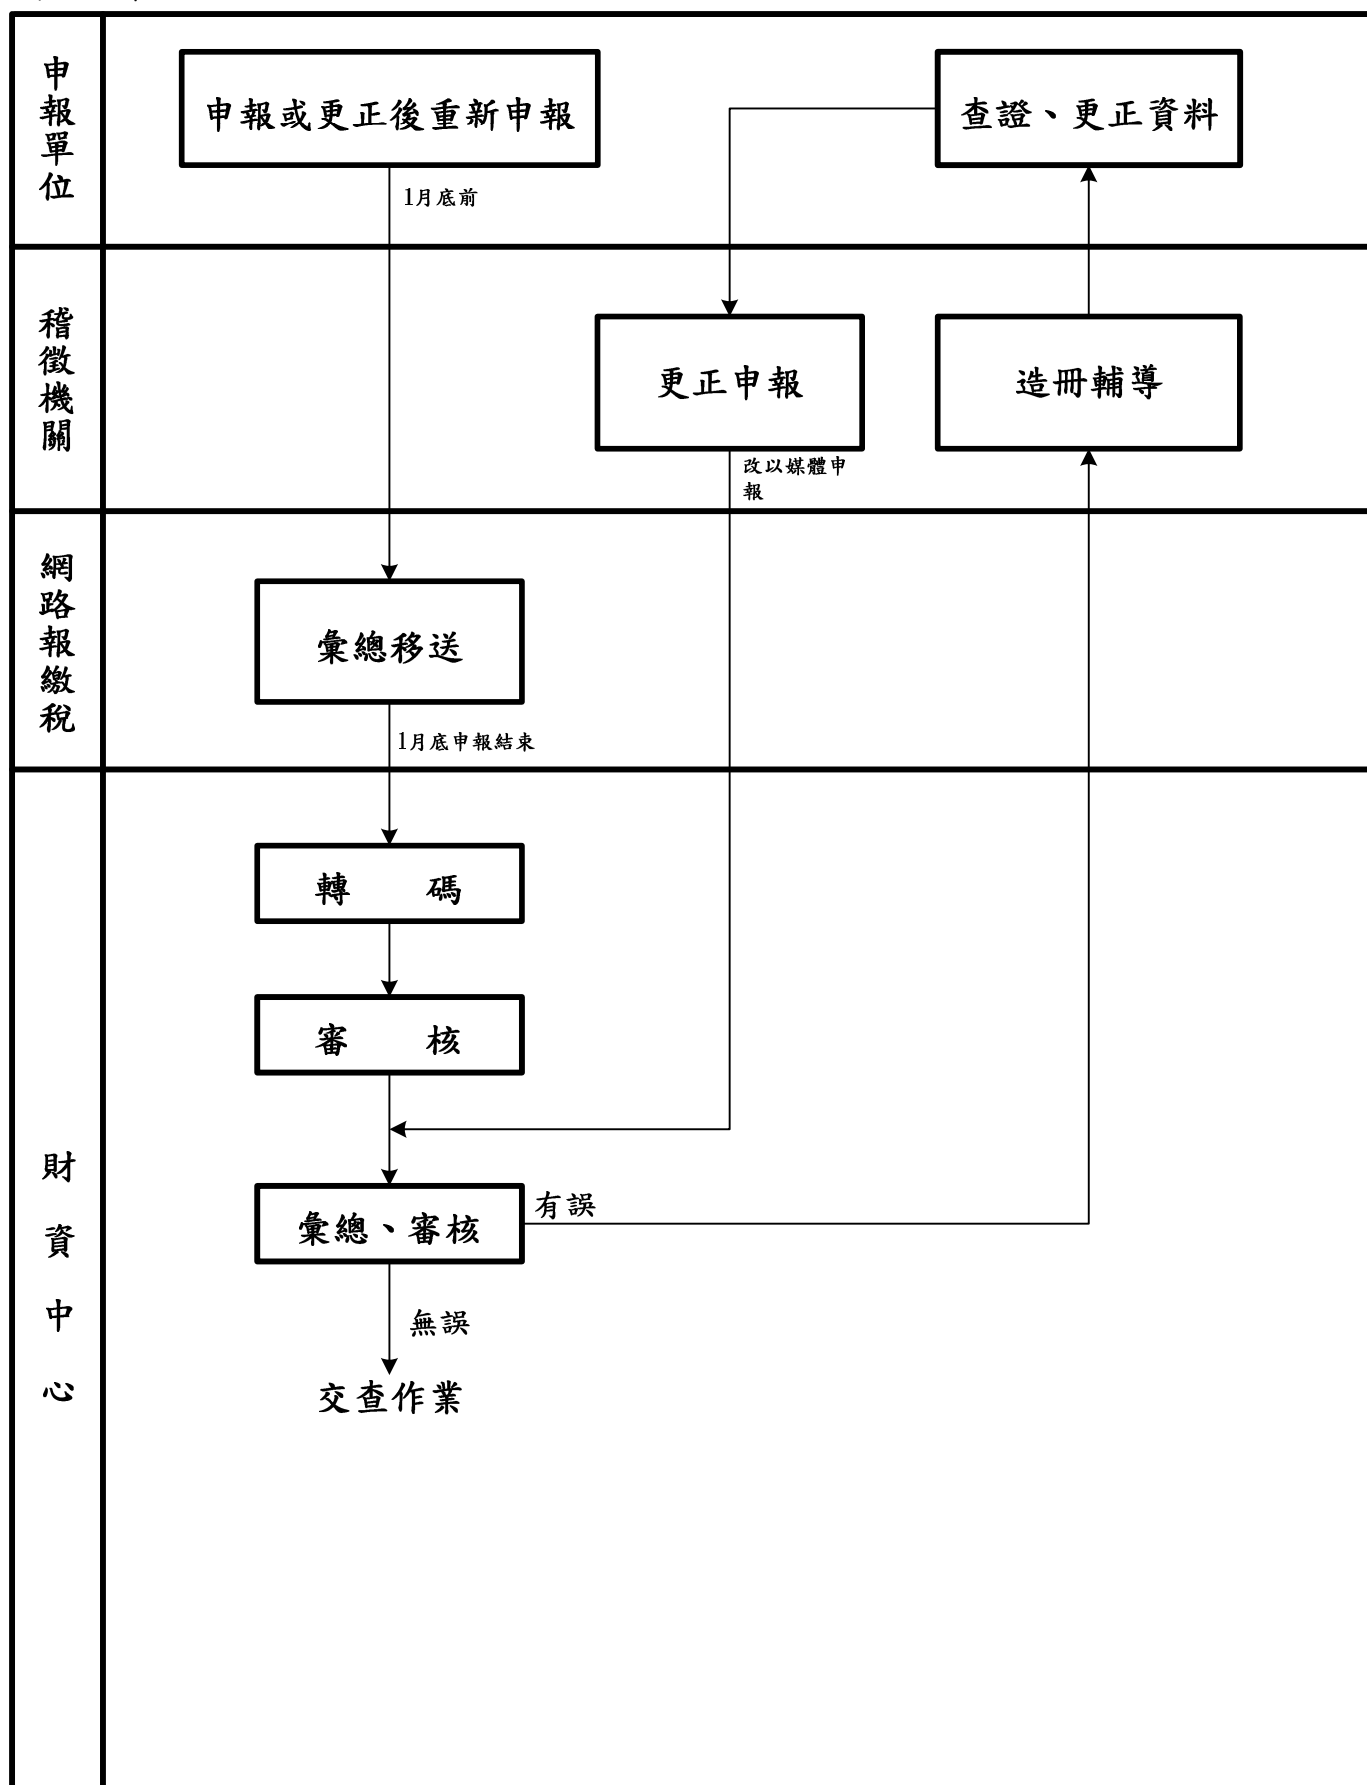 申報單位
申報或更正後重新申報
查證、更正資料
1月底前
稽徵機關
更正申報
造冊輔導
改以媒體申
報
網路報繳稅
彙總移送
1月底申報結束
財資中心
轉 碼
審 核
彙總、審核
有誤
無誤
交查作業